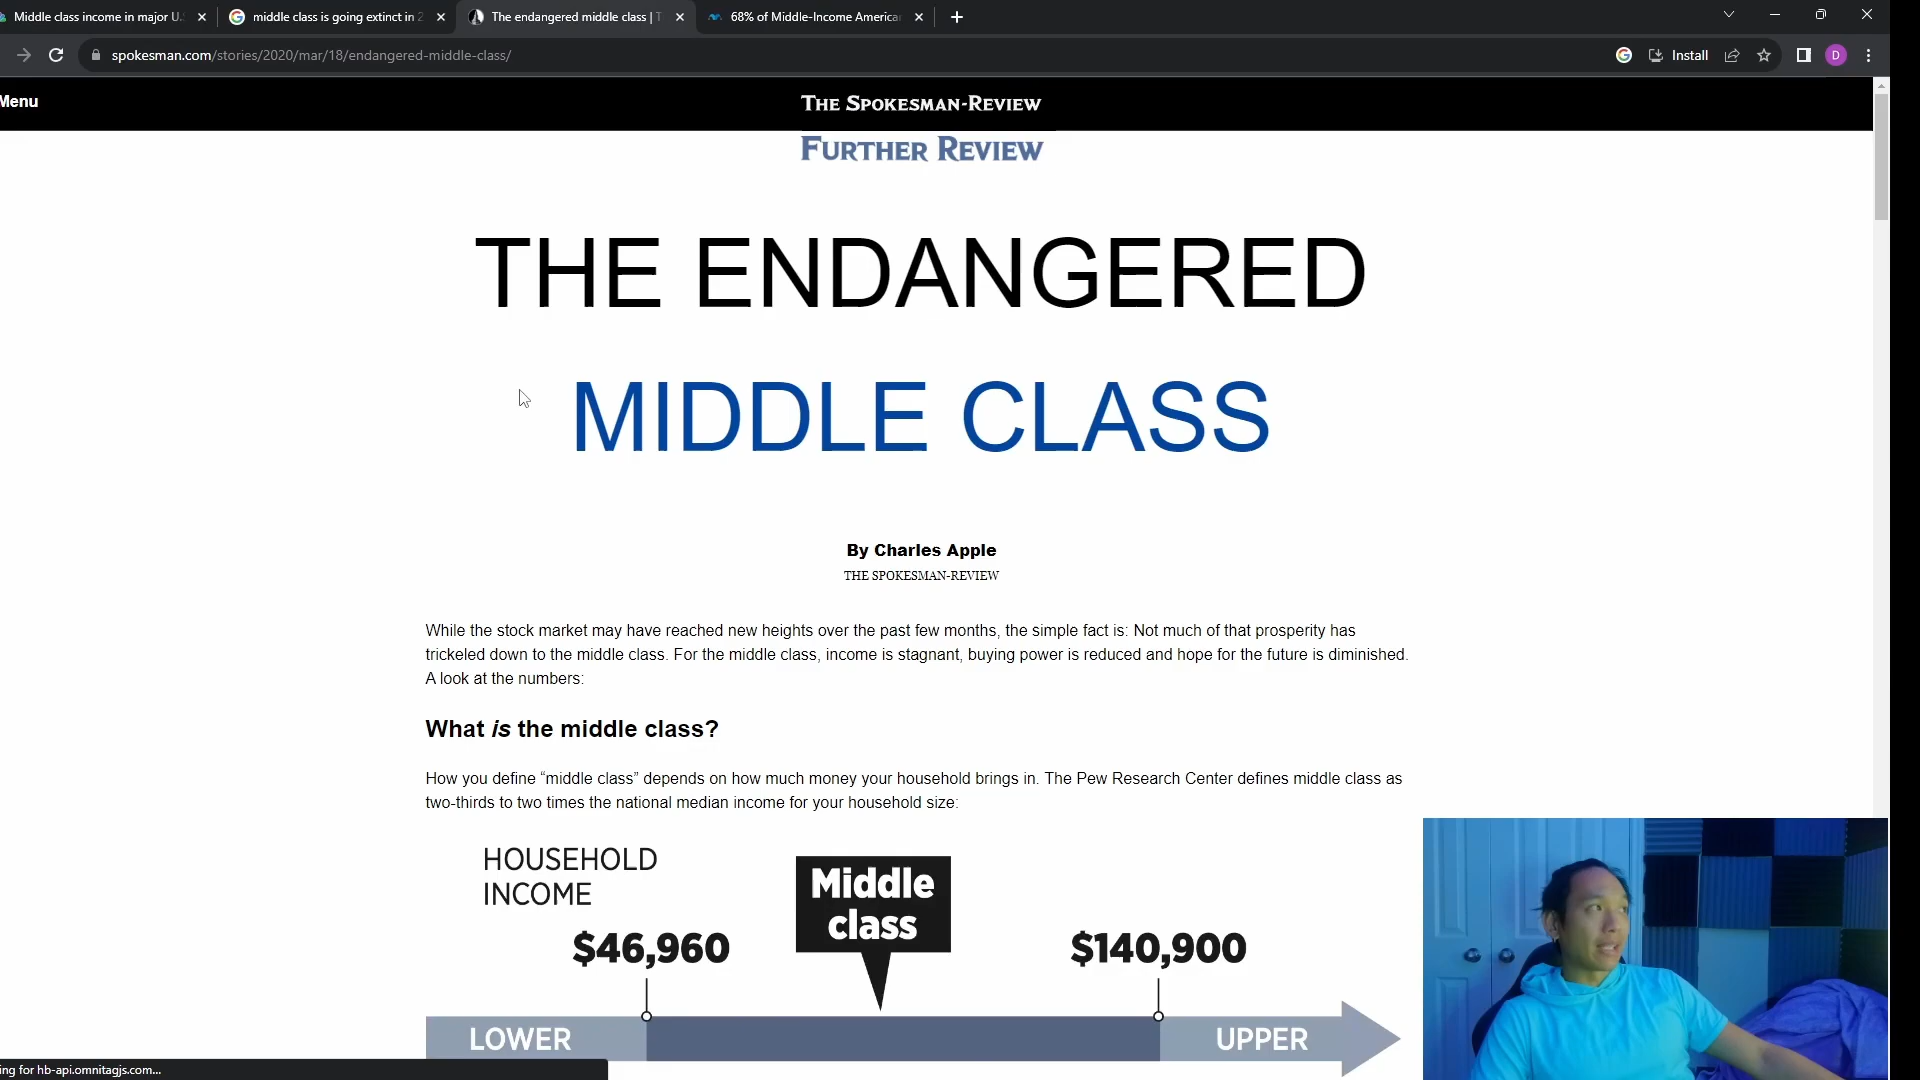 Middle class income in major U.
middle class is going extinct in 2
The endangered middle class | T
68% of Middle-Income American
spokesman.com/stories/2020/mar/18/endangered-middle-class/
Install
D
Menu
THE SPOKESMAN-REVIEW
FURTHER REVIEW
THE ENDANGERED
MIDDLE CLASS
By Charles Apple
THE SPOKESMAN-REVIEW
While the stock market may have reached new heights over the past few months, the simple fact is: Not much of that prosperity has
trickeled down to the middle class. For the middle class, income is stagnant, buying power is reduced and hope for the future is diminished.
A look at the numbers:
What is the middle class?
How you define “middle class” depends on how much money your household brings in. The Pew Research Center defines middle class as
two-thirds to two times the national median income for your household size:
HOUSEHOLD
INCOME
Middle
class
$46,960
$140,900
LOWER
UPPER
ing for hb-api.omnitagjs.com...